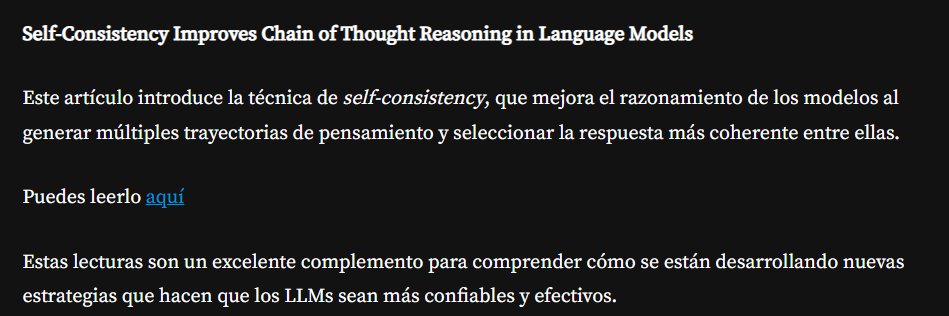 Self-Consistency Improves Chain of Thought Reasoning in Language Models
Este artículo introduce la técnica de self-consistency, que mejora el razonamiento de los modelos al
generar múltiples trayectorias de pensamiento y seleccionar la respuesta más coherente entre ellas.
Puedes leerlo aquí
Estas lecturas son un excelente complemento para comprender cómo se están desarrollando nuevas
estrategias que hacen que los LLMs sean más confiables y efectivos.